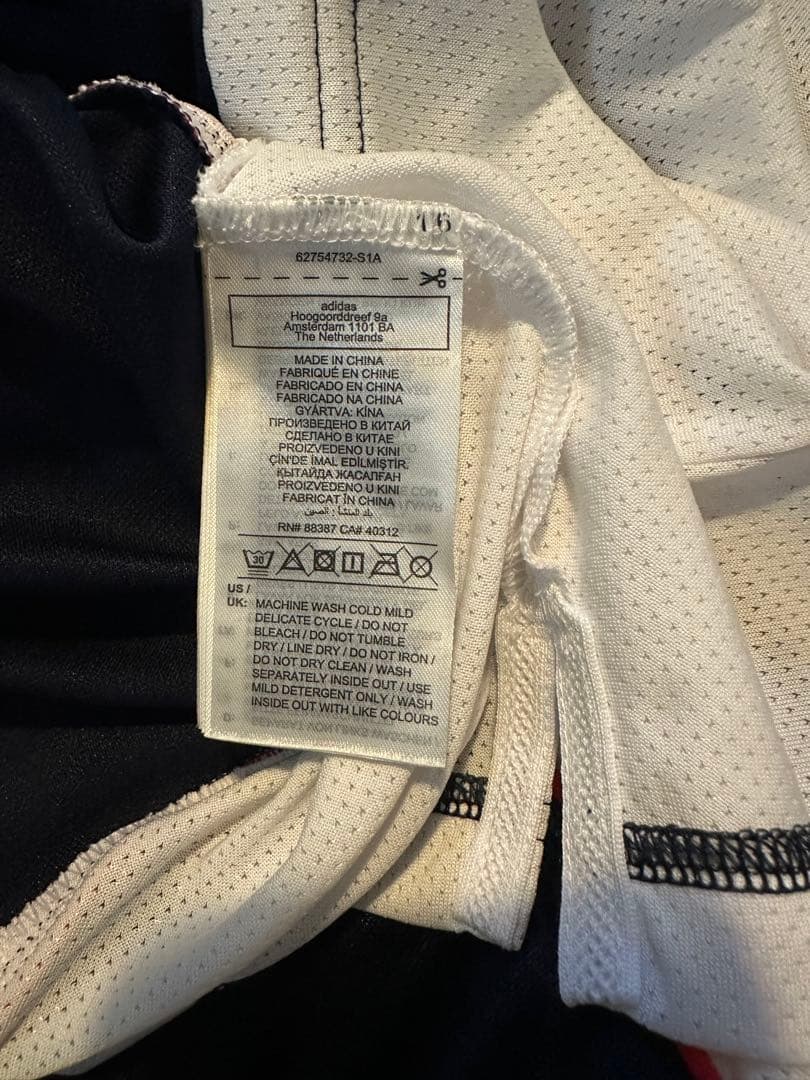 16
62754732-S1A
adidas
Hoogoorddreef 9a
Amsterdam 1101 BA
The Netherlands
MADE IN CHINA
FABRIQUÉ EN CHINE
FABRICADO EN CHINA
FABRICADO NA CHINA
GYÁRTVA: KÍNA
ПРОИЗВЕДЕНО В КИТАЙ
СДЕЛАНО В КИТАЕ
PROIZVEDENO U KINI
ÇİN'DE İMAL EDİLMİŞTİR.
ҚЫТАЙДА ЖАСАЛҒАН
PROIZVEDENO U KINI
FABRICAT ÎN CHINA
بلد المنشأ : الصين
RN# 88387 CA# 40312
30
US /
UK: MACHINE WASH COLD MILD
DELICATE CYCLE / DO NOT
BLEACH / DO NOT TUMBLE
DRY / LINE DRY / DO NOT IRON /
DO NOT DRY CLEAN / WASH
SEPARATELY INSIDE OUT / USE
MILD DETERGENT ONLY / WASH
INSIDE OUT WITH LIKE COLOURS